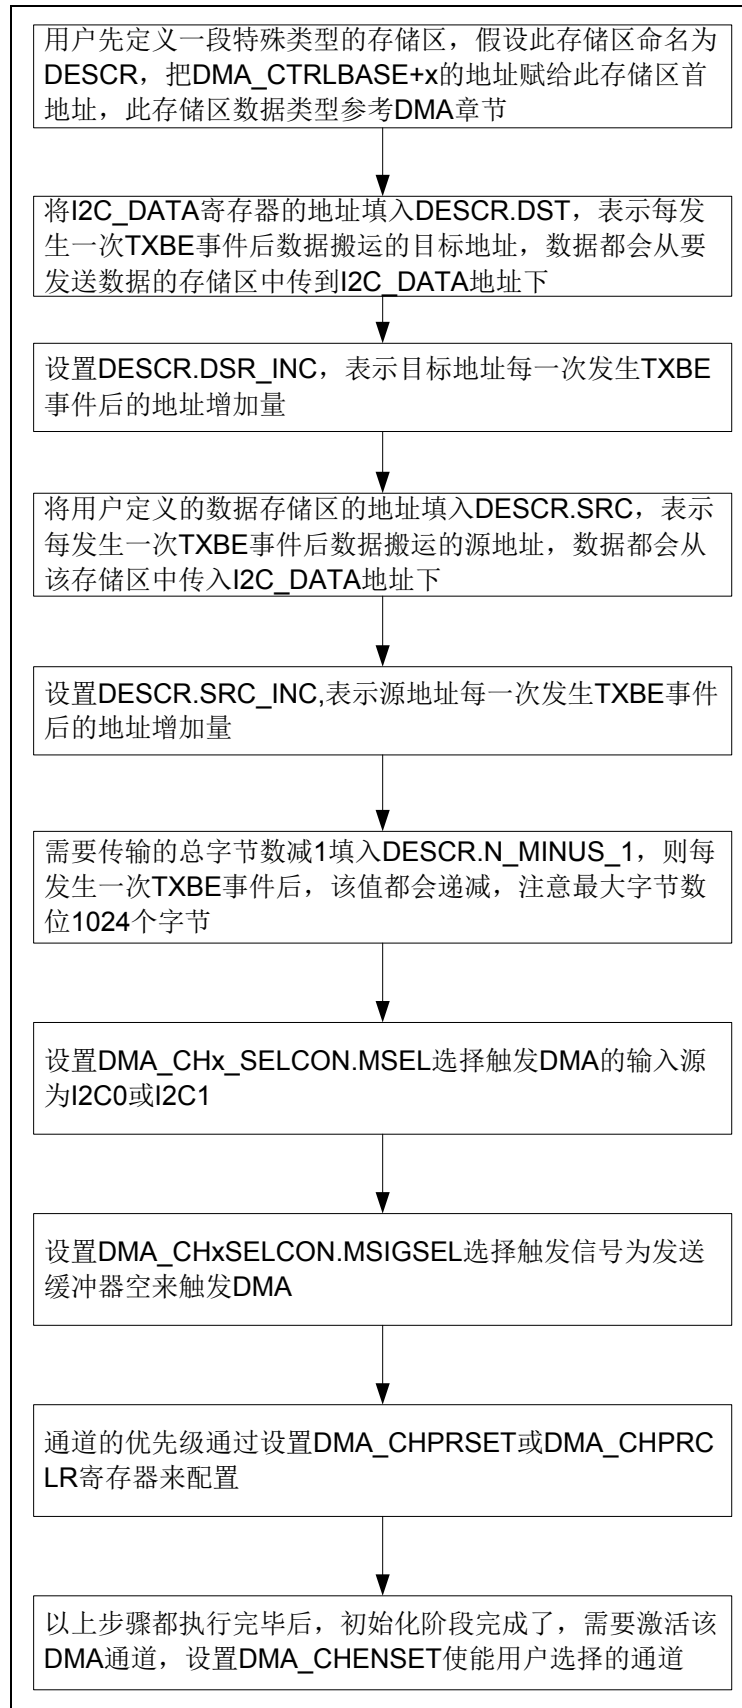 用户先定义一段特殊类型的存储区，假设此存储区命名为
DESCR，把DMA_CTRLBASE+x的地址赋给此存储区首
地址，此存储区数据类型参考DMA章节
将I2C_DATA寄存器的地址填入DESCR.DST，表示每发
生一次TXBE事件后数据搬运的目标地址，数据都会从要
发送数据的存储区中传到I2C_DATA地址下
设置DESCR.DSR_INC，表示目标地址每一次发生TXBE
事件后的地址增加量
将用户定义的数据存储区的地址填入DESCR.SRC，表示
每发生一次TXBE事件后数据搬运的源地址，数据都会从
该存储区中传入I2C_DATA地址下
设置DESCR.SRC_INC,表示源地址每一次发生TXBE事件
后的地址增加量
需要传输的总字节数减1填入DESCR.N_MINUS_1，则每
发生一次TXBE事件后，该值都会递减，注意最大字节数
位1024个字节
设置DMA_CHx_SELCON.MSEL选择触发DMA的输入源
为I2C0或I2C1
设置DMA_CHxSELCON.MSIGSEL选择触发信号为发送
缓冲器空来触发DMA
通道的优先级通过设置DMA_CHPRSET或DMA_CHPRC
LR寄存器来配置
以上步骤都执行完毕后，初始化阶段完成了，需要激活该
DMA通道，设置DMA_CHENSET使能用户选择的通道